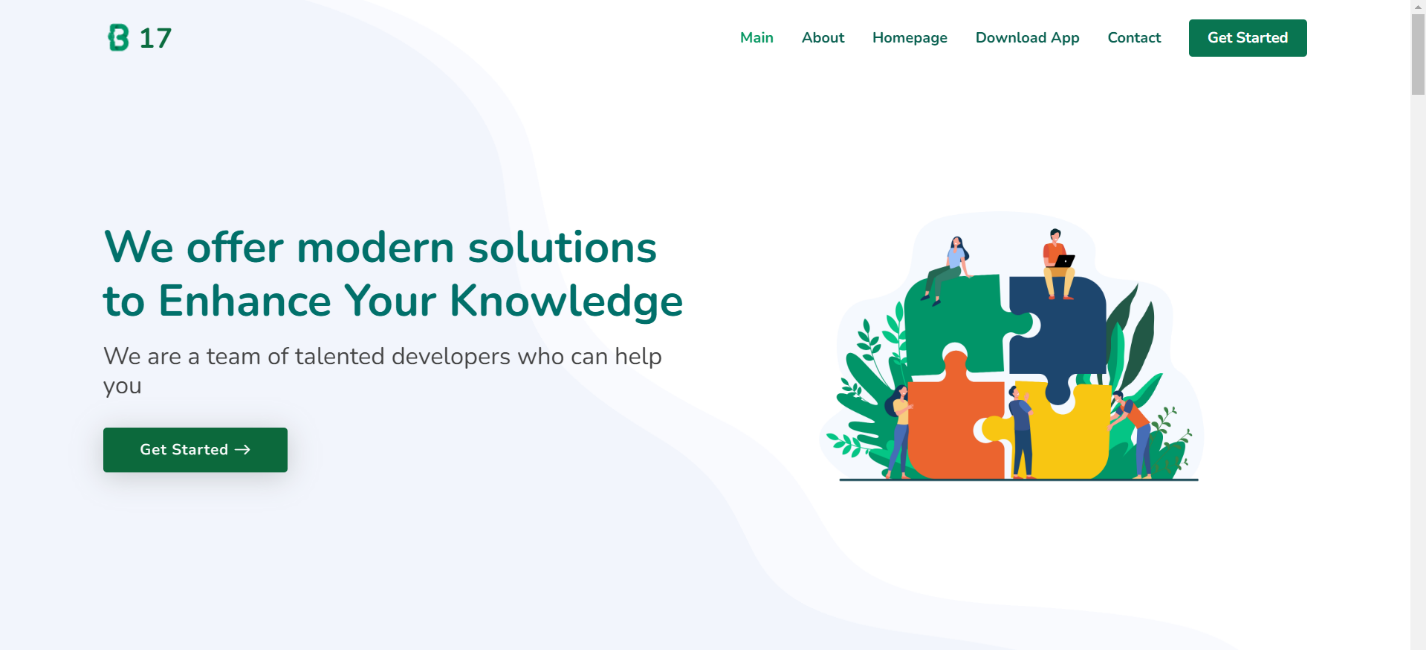 B 17
Main About Homepage Download App Contact Get Started
We offer modern solutions
to Enhance Your Knowledge
We are a team of talented developers who can help
you
Get Started →